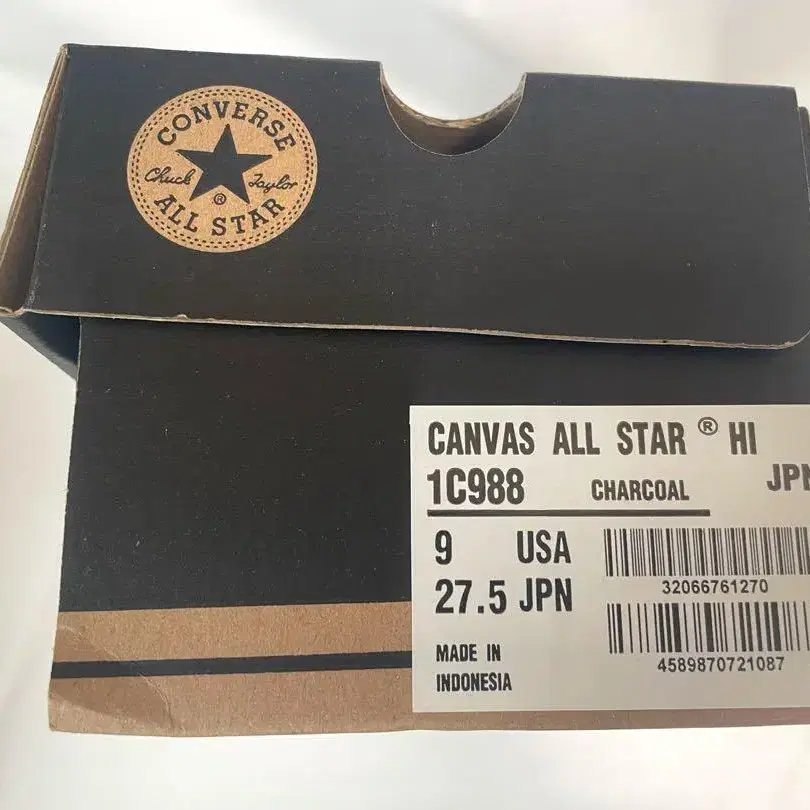 CONVERSE
Chuck Taylor
®
ALL STAR
CANVAS ALL STAR® HI
1C988 CHARCOAL JPN
9 USA
27.5 JPN
32066761270
MADE IN
INDONESIA
4589870721087